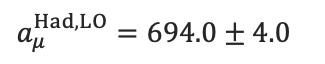 a_μ^Had,LO = 694.0 ± 4.0